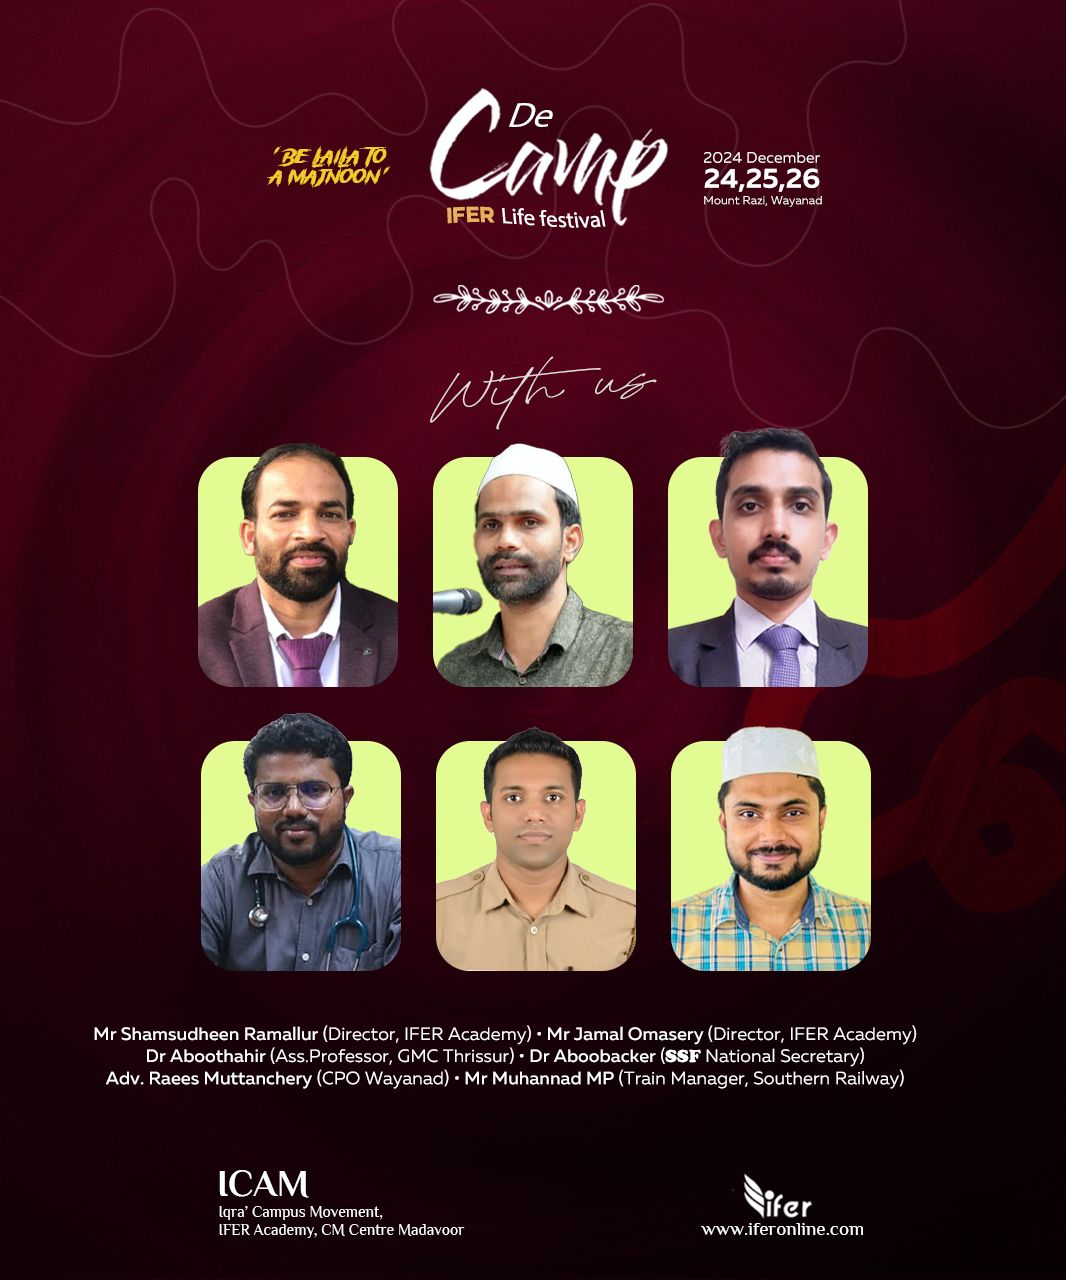 'BE LAILA TO
A MAJNOON'
De
Camp
IFER Life festival
2024 December
24,25,26
Mount Razi, Wayanad
With us
Mr Shamsudheen Ramallur (Director, IFER Academy) • Mr Jamal Omasery (Director, IFER Academy)
Dr Aboothahir (Ass.Professor, GMC Thrissur) • Dr Aboobacker (SSF National Secretary)
Adv. Raees Muttanchery (CPO Wayanad) • Mr Muhannad MP (Train Manager, Southern Railway)
ICAM
Iqra' Campus Movement,
IFER Academy, CM Centre Madavoor
ifer
www.iferonline.com